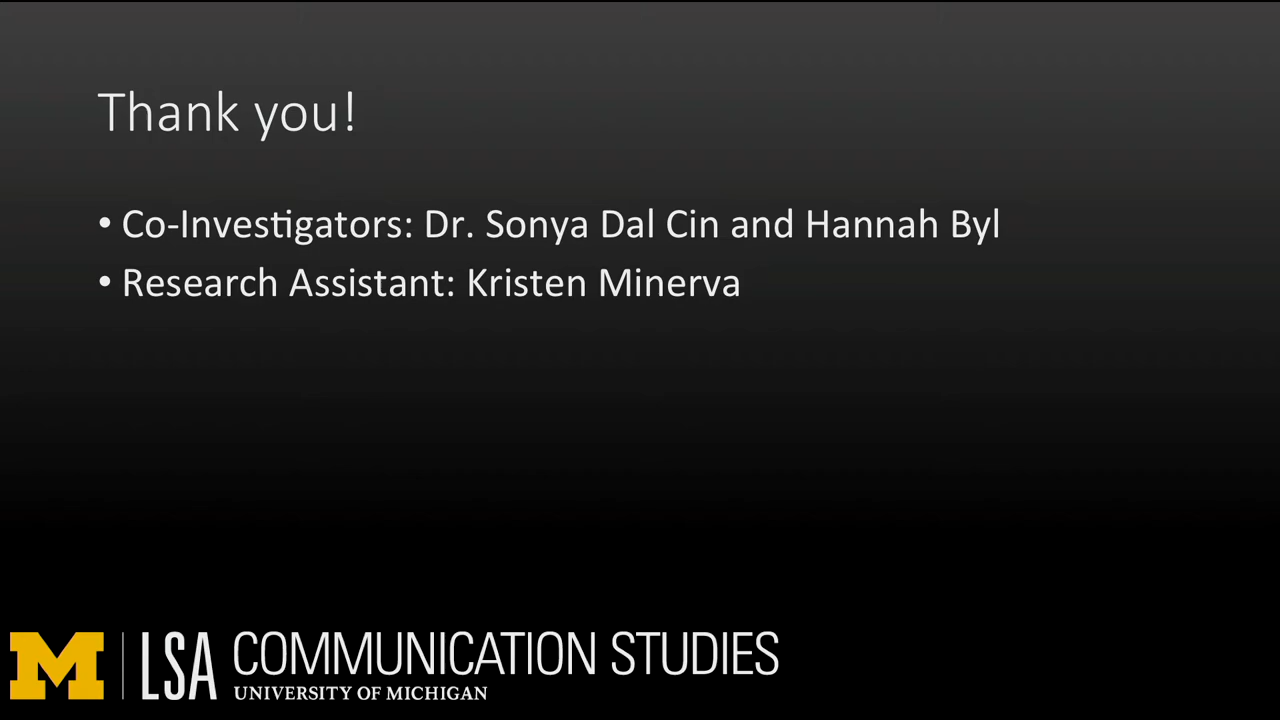 Thank you!
• Co-Investigators: Dr. Sonya Dal Cin and Hannah Byl
• Research Assistant: Kristen Minerva
M LSA COMMUNICATION STUDIES
UNIVERSITY OF MICHIGAN